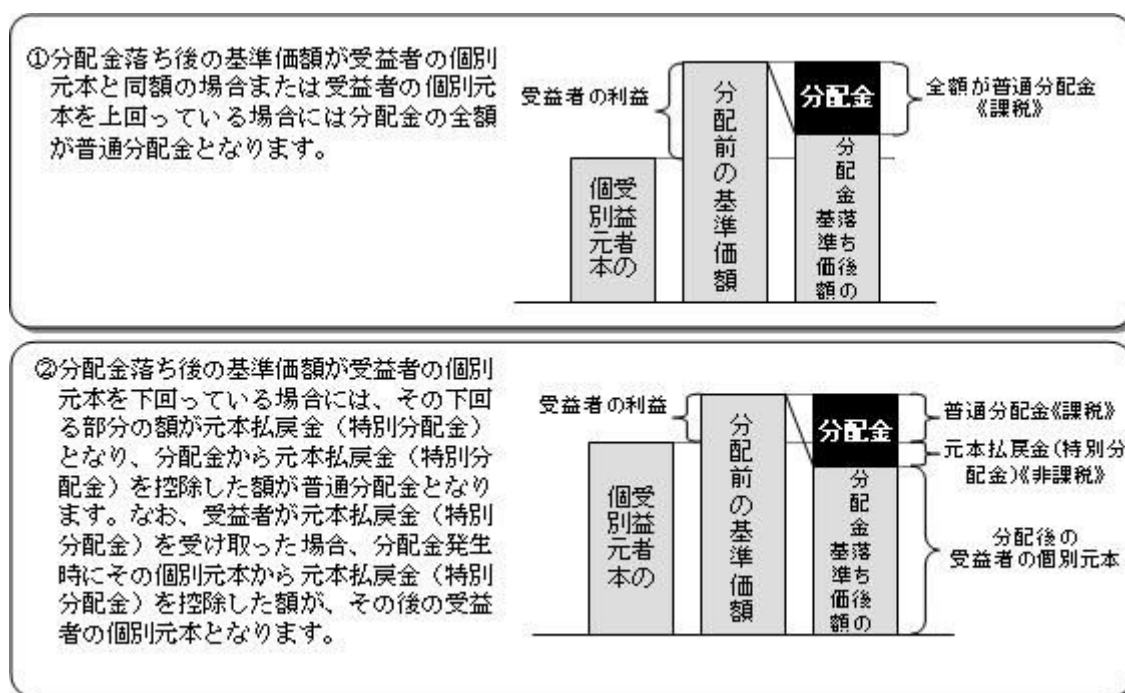 ①分配金落ち後の基準価額が受益者の個別
元本と同額の場合または受益者の個別元
本を上回っている場合には分配金の全額
が普通分配金となります。
受益者の利益
受益者の
個別元本
分配前の基準価額
分配金
分配金落ち後の
基準価額
全額が普通分配金
《課税》
②分配金落ち後の基準価額が受益者の個別
元本を下回っている場合には、その下回
る部分の額が元本払戻金（特別分配金）
となり、分配金から元本払戻金（特別分
配金）を控除した額が普通分配金となり
ます。なお、受益者が元本払戻金（特別
分配金）を受け取った場合、分配金発生
時にその個別元本から元本払戻金（特別
分配金）を控除した額が、その後の受益
者の個別元本となります。
受益者の利益
受益者の
個別元本
分配前の基準価額
分配金
分配金落ち後の
基準価額
普通分配金《課税》
元本払戻金(特別分
配金)《非課税》
分配後の
受益者の個別元本